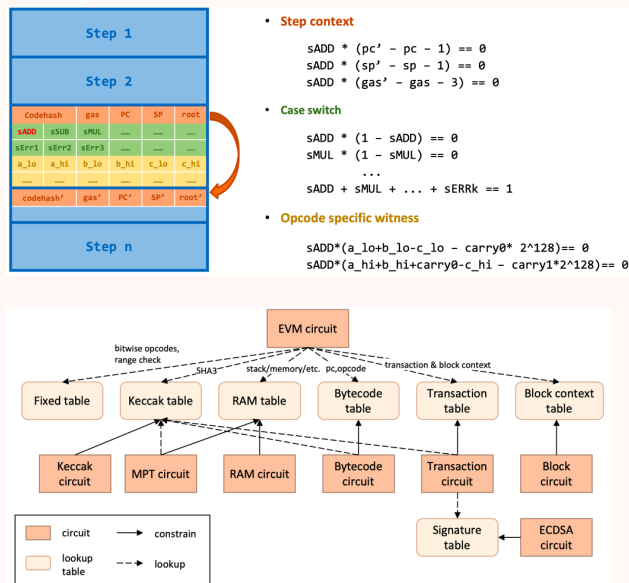 Step 1
Step 2
Codehash gas PC SP root
sADD sSUB sMUL ...... ......
sErr1 sErr2 sErr3 ...... ......
a_lo a_hi b_lo b_hi c_lo c_hi
...... ...... ...... ...... ...... ......
codehash' gas' PC' SP' root'
Step n
• Step context
sADD * (pc’ – pc – 1) == 0
sADD * (sp’ – sp – 1) == 0
sADD * (gas’ – gas – 3) == 0
• Case switch
sADD * (1 – sADD) == 0
sMUL * (1 – sMUL) == 0
...
sADD + sMUL + ... + sERRk == 1
• Opcode specific witness
sADD*(a_lo+b_lo-c_lo – carry0* 2^128)== 0
sADD*(a_hi+b_hi+carry0-c_hi – carry1*2^128)== 0
EVM circuit
bitwise opcodes,
range check
SHA3
stack/memory/etc.
pc,opcode
transaction & block context
Fixed table
Keccak table
RAM table
Bytecode
table
Transaction
table
Block context
table
Keccak
circuit
MPT circuit
RAM circuit
Bytecode
circuit
Transaction
circuit
Block
circuit
Signature
table
ECDSA
circuit
circuit
constrain
lookup
table
lookup